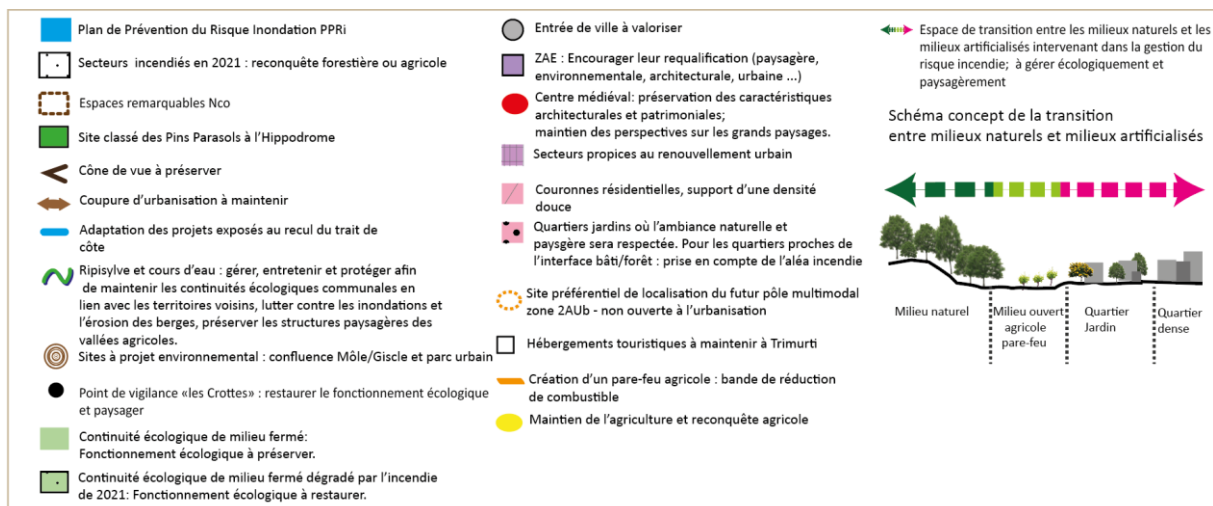 Plan de Prévention du Risque Inondation PPRi
Secteurs incendiés en 2021 : reconquête forestière ou agricole
Espaces remarquables Nco
Site classé des Pins Parasols à l'Hippodrome
Cône de vue à préserver
Coupure d'urbanisation à maintenir
Adaptation des projets exposés au recul du trait de
côte
Ripisylve et cours d'eau : gérer, entretenir et protéger afin
de maintenir les continuités écologiques communales en
lien avec les territoires voisins, lutter contre les inondations et
l'érosion des berges, préserver les structures paysagères des
vallées agricoles.
Sites à projet environnemental : confluence Môle/Giscle et parc urbain
Point de vigilance «les Crottes» : restaurer le fonctionnement écologique
et paysager
Continuité écologique de milieu fermé:
Fonctionnement écologique à préserver.
Continuité écologique de milieu fermé dégradé par l'incendie
de 2021: Fonctionnement écologique à restaurer.
Entrée de ville à valoriser
ZAE : Encourager leur requalification (paysagère,
environnementale, architecturale, urbaine ...)
Centre médiéval: préservation des caractéristiques
architecturales et patrimoniales;
maintien des perspectives sur les grands paysages.
Secteurs propices au renouvellement urbain
Couronnes résidentielles, support d'une densité
douce
Quartiers jardins où l'ambiance naturelle et
paysgère sera respectée. Pour les quartiers proches de
l'interface bâti/forêt : prise en compte de l'aléa incendie
Site préférentiel de localisation du futur pôle multimodal
zone 2AUb - non ouverte à l'urbanisation
Hébergements touristiques à maintenir à Trimurti
Création d'un pare-feu agricole : bande de réduction
de combustible
Maintien de l'agriculture et reconquête agricole
Espace de transition entre les milieux naturels et les
milieux artificialisés intervenant dans la gestion du
risque incendie; à gérer écologiquement et
paysagèrement
Schéma concept de la transition
entre milieux naturels et milieux artificialisés
Milieu naturel
Milieu ouvert
agricole
pare-feu
Quartier
Jardin
Quartier
dense